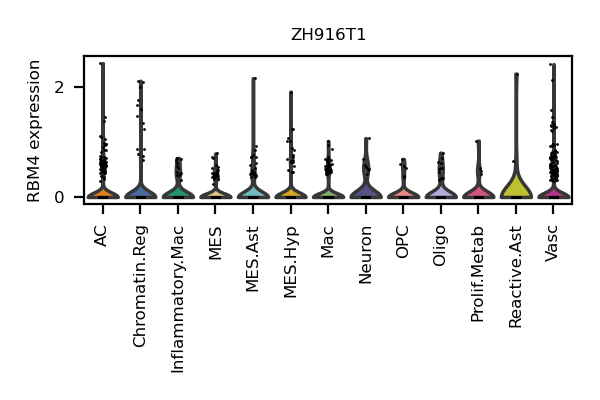 ZH916T1
RBM4 expression
2
0
AC
Chromatin.Reg
Inflammatory.Mac
MES
MES.Ast
MES.Hyp
Mac
Neuron
OPC
Oligo
Prolif.Metab
Reactive.Ast
Vasc